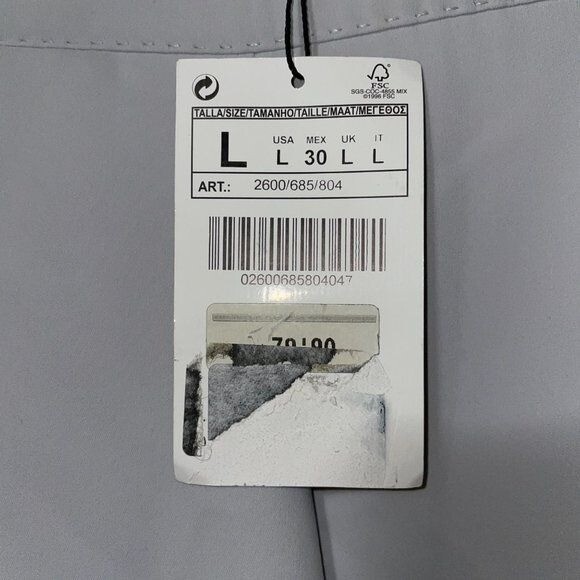 FSC
SGS-COC-4855 MIX
©1996 FSC
TALLA/SIZE/TAMANHO/TAILLE/MAAT/ΜΕΓΕΘΟΣ
L USA L MEX 30 UK L IT L
ART.: 2600/685/804
02600685804047